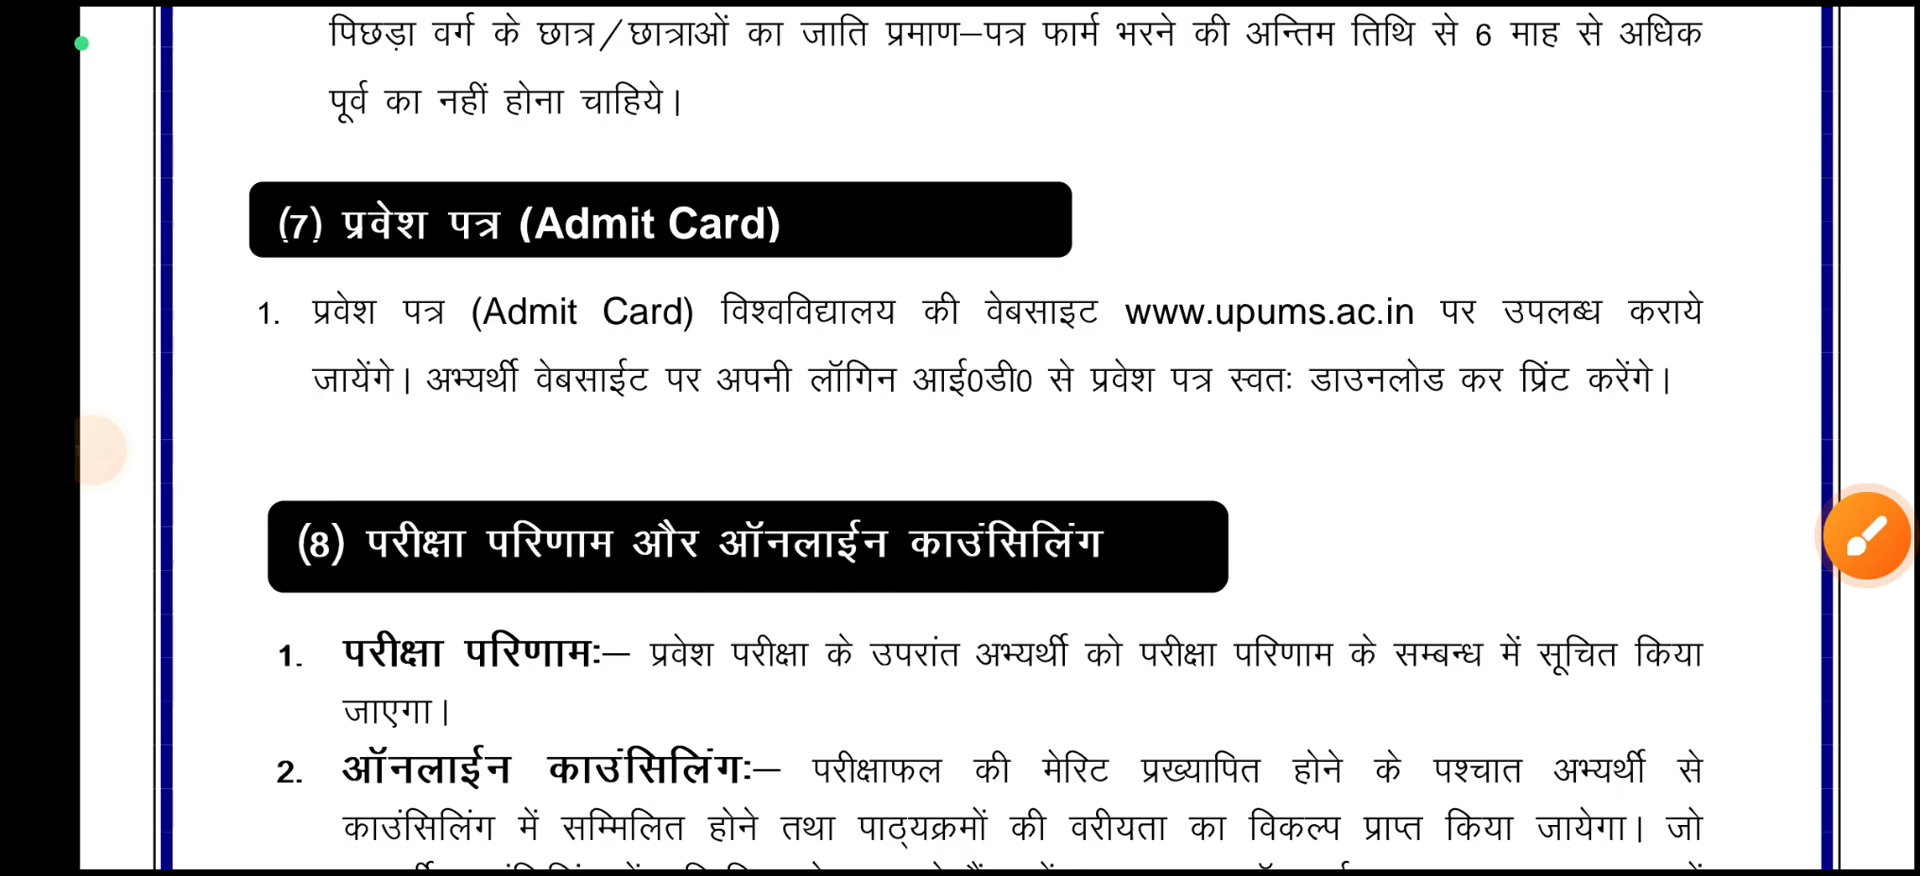 पिछड़ा वर्ग के छात्र/छात्राओं का जाति प्रमाण–पत्र फार्म भरने की अन्तिम तिथि से 6 माह से अधिक
पूर्व का नहीं होना चाहिये।
(7) प्रवेश पत्र (Admit Card)
1. प्रवेश पत्र (Admit Card) विश्वविद्यालय की वेबसाइट www.upums.ac.in पर उपलब्ध कराये
जायेंगे। अभ्यर्थी वेबसाईट पर अपनी लॉगिन आई0डी0 से प्रवेश पत्र स्वतः डाउनलोड कर प्रिंट करेंगे।
(8) परीक्षा परिणाम और ऑनलाईन काउंसिलिंग
1. परीक्षा परिणामः– प्रवेश परीक्षा के उपरांत अभ्यर्थी को परीक्षा परिणाम के सम्बन्ध में सूचित किया
जाएगा।
2. ऑनलाईन काउंसिलिंगः– परीक्षाफल की मेरिट प्रख्यापित होने के पश्चात अभ्यर्थी से
काउंसिलिंग में सम्मिलित होने तथा पाठ्यक्रमों की वरीयता का विकल्प प्राप्त किया जायेगा। जो